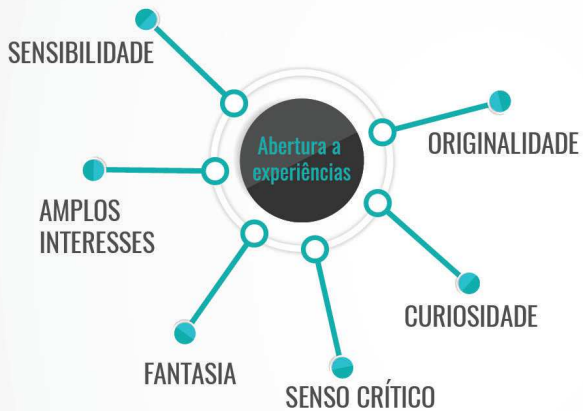 SENSIBILIDADE
Abertura a
experiências
ORIGINALIDADE
AMPLOS
INTERESSES
CURIOSIDADE
FANTASIA
SENSO CRÍTICO